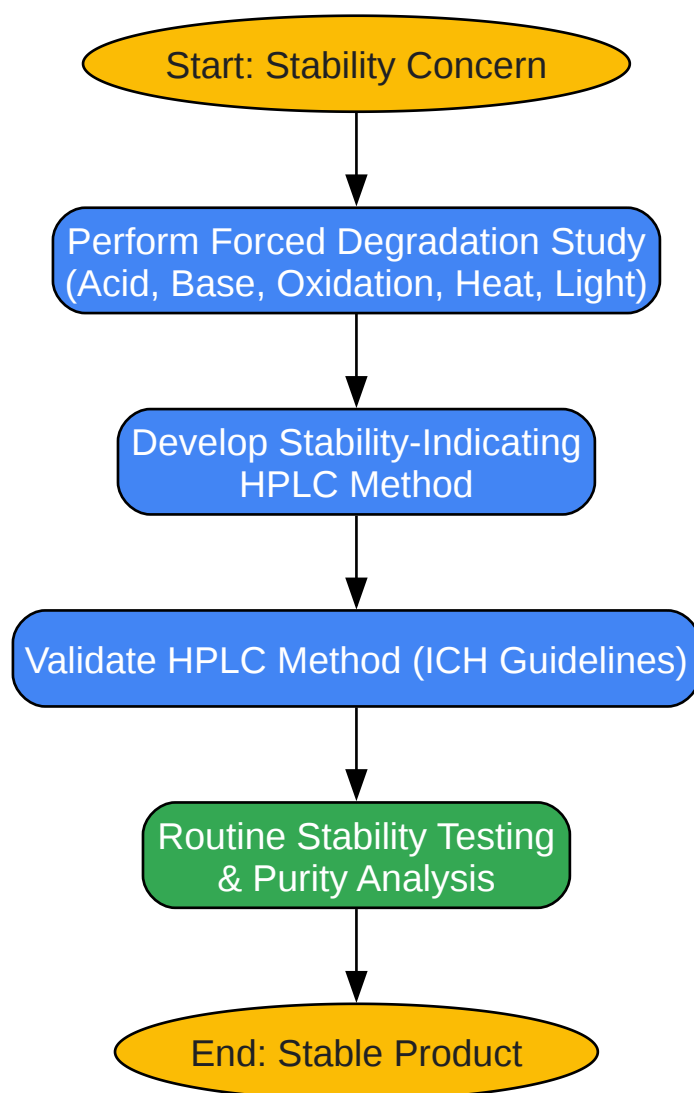 Start: Stability Concern
Perform Forced Degradation Study
(Acid, Base, Oxidation, Heat, Light)
Develop Stability-Indicating
HPLC Method
Validate HPLC Method (ICH Guidelines)
Routine Stability Testing
& Purity Analysis
End: Stable Product